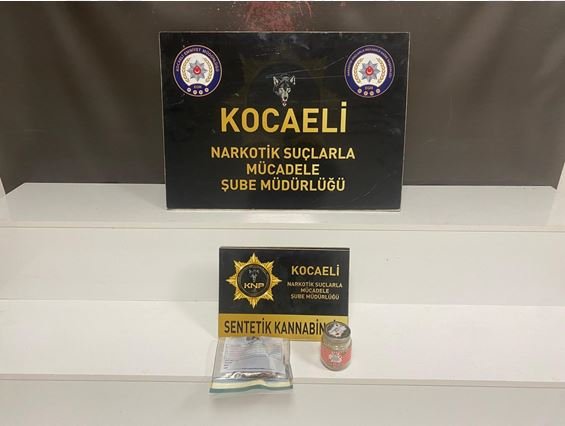 KOCAELİ
NARKOTİK SUÇLARLA
MÜCADELE
ŞUBE MÜDÜRLÜĞÜ
KNP
KOCAELİ
NARKOTİK SUÇLARLA
MÜCADELE
ŞUBE MÜDÜRLÜĞÜ
SENTETİK KANNABİN